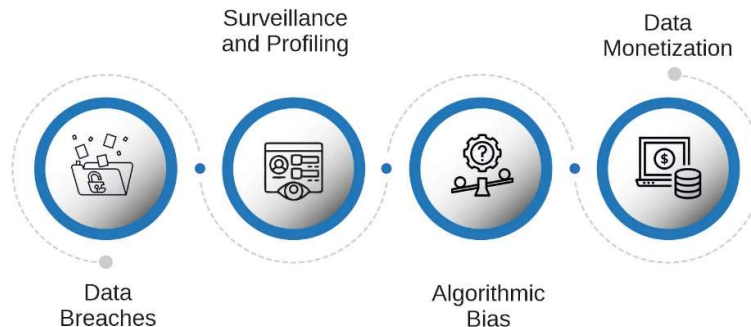 Surveillance
and Profiling
Data
Monetization
$
?
Data
Breaches
Algorithmic
Bias